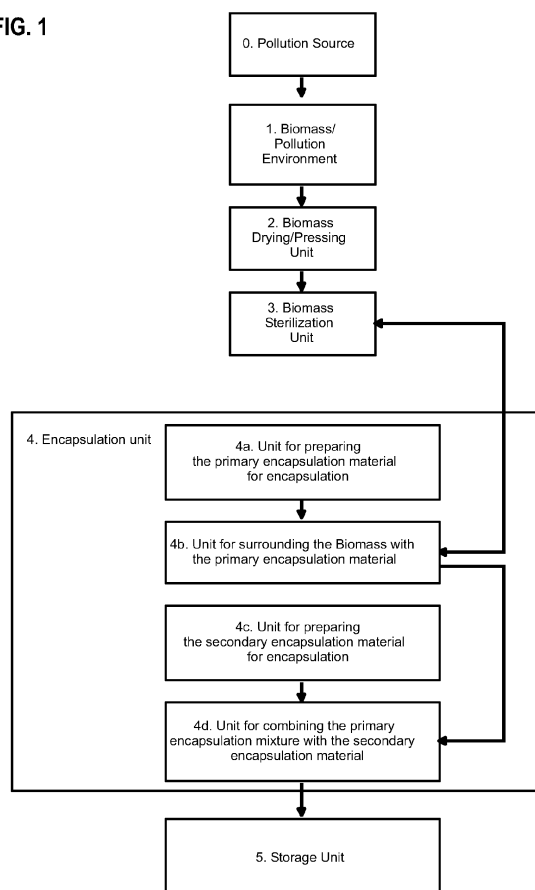 FIG. 1
0. Pollution Source
1. Biomass/
Pollution
Environment
2. Biomass
Drying/Pressing
Unit
3. Biomass
Sterilization
Unit
4. Encapsulation unit
4a. Unit for preparing
the primary encapsulation material
for encapsulation
4b. Unit for surrounding the Biomass with
the primary encapsulation material
4c. Unit for preparing
the secondary encapsulation material
for encapsulation
4d. Unit for combining the primary
encapsulation mixture with the secondary
encapsulation material
5. Storage Unit